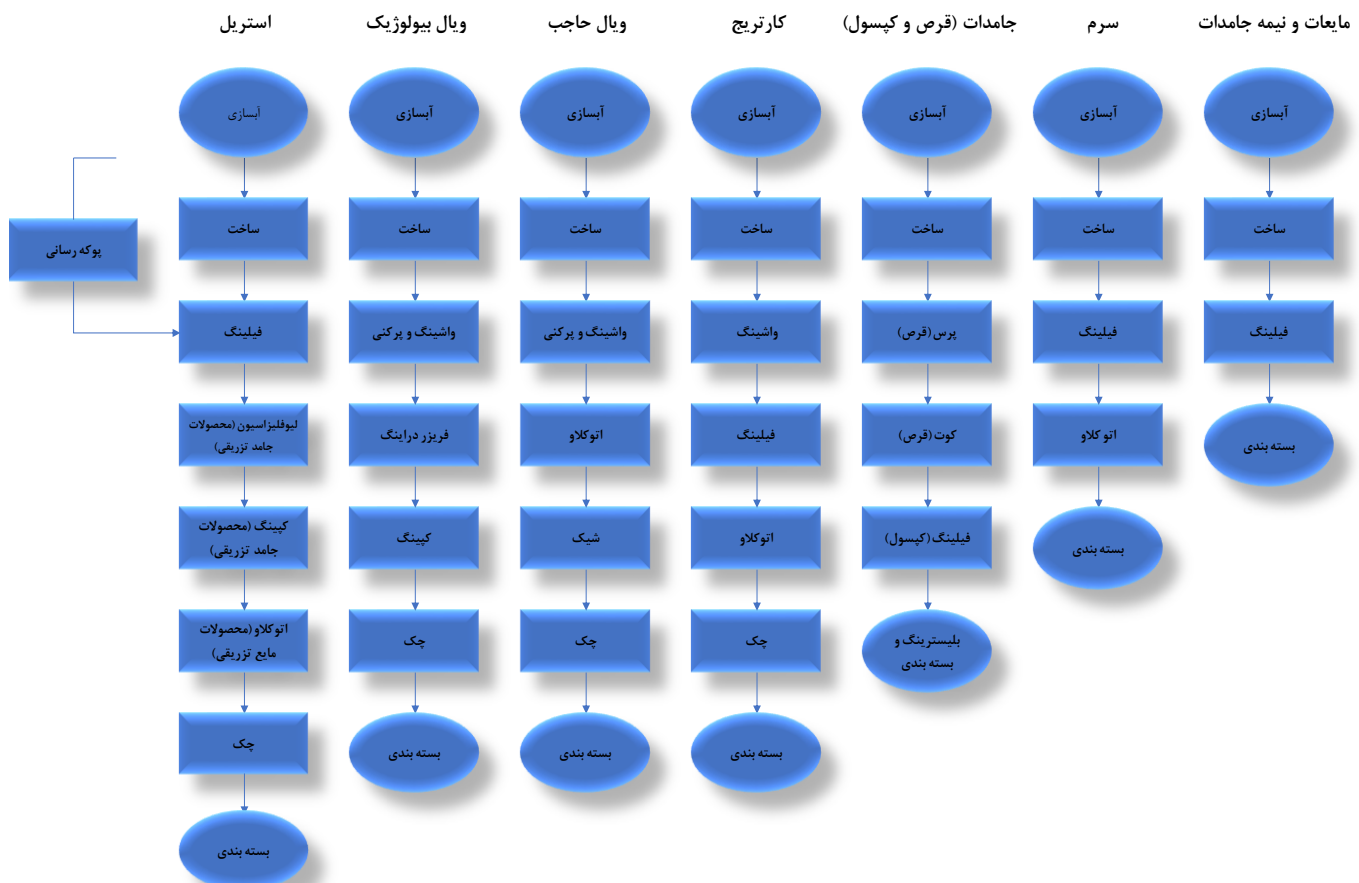 مایعات و نیمه جامدات
سرم
جامدات (قرص و کپسول)
کارتریج
ویال حاجب
ویال بیولوژیک
استریل
آبسازی
آبسازی
آبسازی
آبسازی
آبسازی
آبسازی
آبسازی
ساخت
ساخت
ساخت
ساخت
ساخت
ساخت
ساخت
پوکه رسانی
فیلینگ
فیلینگ
پرس(قرص)
واشینگ
واشینگ و پرکنی
واشینگ و پرکنی
فیلینگ
بسته بندی
اتوکلاو
کوت(قرص)
فیلینگ
اتوکلاو
فریزر دراینگ
لیوفلیزاسیون (محصولات
جامد تزریقی)
بسته بندی
فیلینگ(کپسول)
اتوکلاو
شیک
کپینگ
کپینگ (محصولات
جامد تزریقی)
بلیسترینگ و
بسته بندی
چک
چک
چک
اتوکلاو (محصولات
مایع تزریقی)
بسته بندی
بسته بندی
بسته بندی
چک
بسته بندی